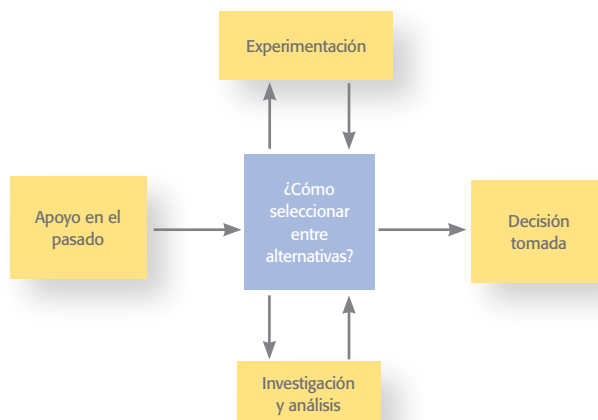 Experimentación
¿Cómo
seleccionar
entre
alternativas?
Apoyo en el
pasado
Decisión
tomada
Investigación
y análisis